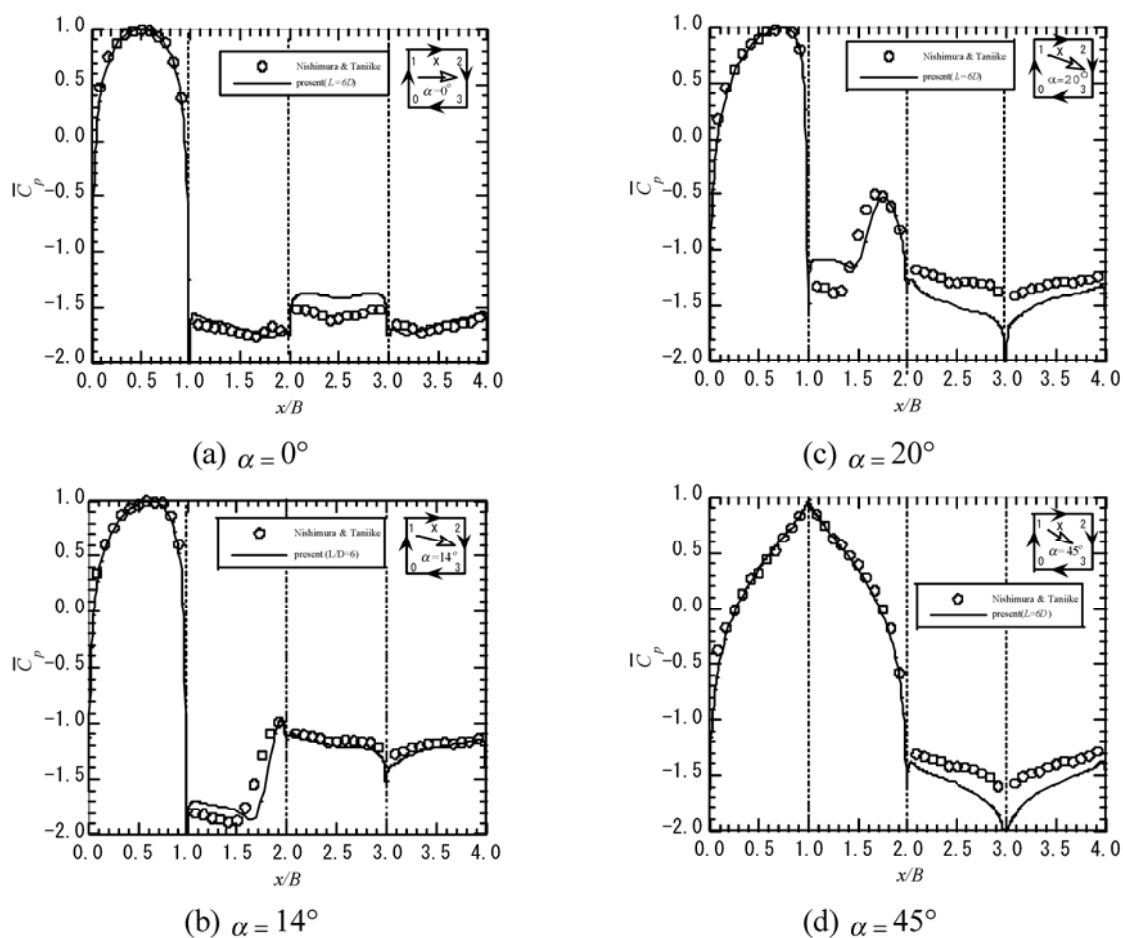 1.0
0.5
0.0
-0.5
-1.0
-1.5
-2.0
C̅p
0.0 0.5 1.0 1.5 2.0 2.5 3.0 3.5 4.0
x/B
Nishimura & Taniike
present(L=6D)
1 X 2
α=0°
0 3
(a) α = 0°
1.0
0.5
0.0
-0.5
-1.0
-1.5
-2.0
C̅p
0.0 0.5 1.0 1.5 2.0 2.5 3.0 3.5 4.0
x/B
Nishimura & Taniike
present(L=6D)
1 X 2
α=20°
0 3
(c) α = 20°
1.0
0.5
0.0
-0.5
-1.0
-1.5
-2.0
C̅p
0.0 0.5 1.0 1.5 2.0 2.5 3.0 3.5 4.0
x/B
Nishimura & Taniike
present (L/D=6)
1 X 2
α=14°
0 3
(b) α = 14°
1.0
0.5
0.0
-0.5
-1.0
-1.5
-2.0
C̅p
0.0 0.5 1.0 1.5 2.0 2.5 3.0 3.5 4.0
x/B
Nishimura & Taniike
present(L=6D)
1 X 2
α=45°
0 3
(d) α = 45°